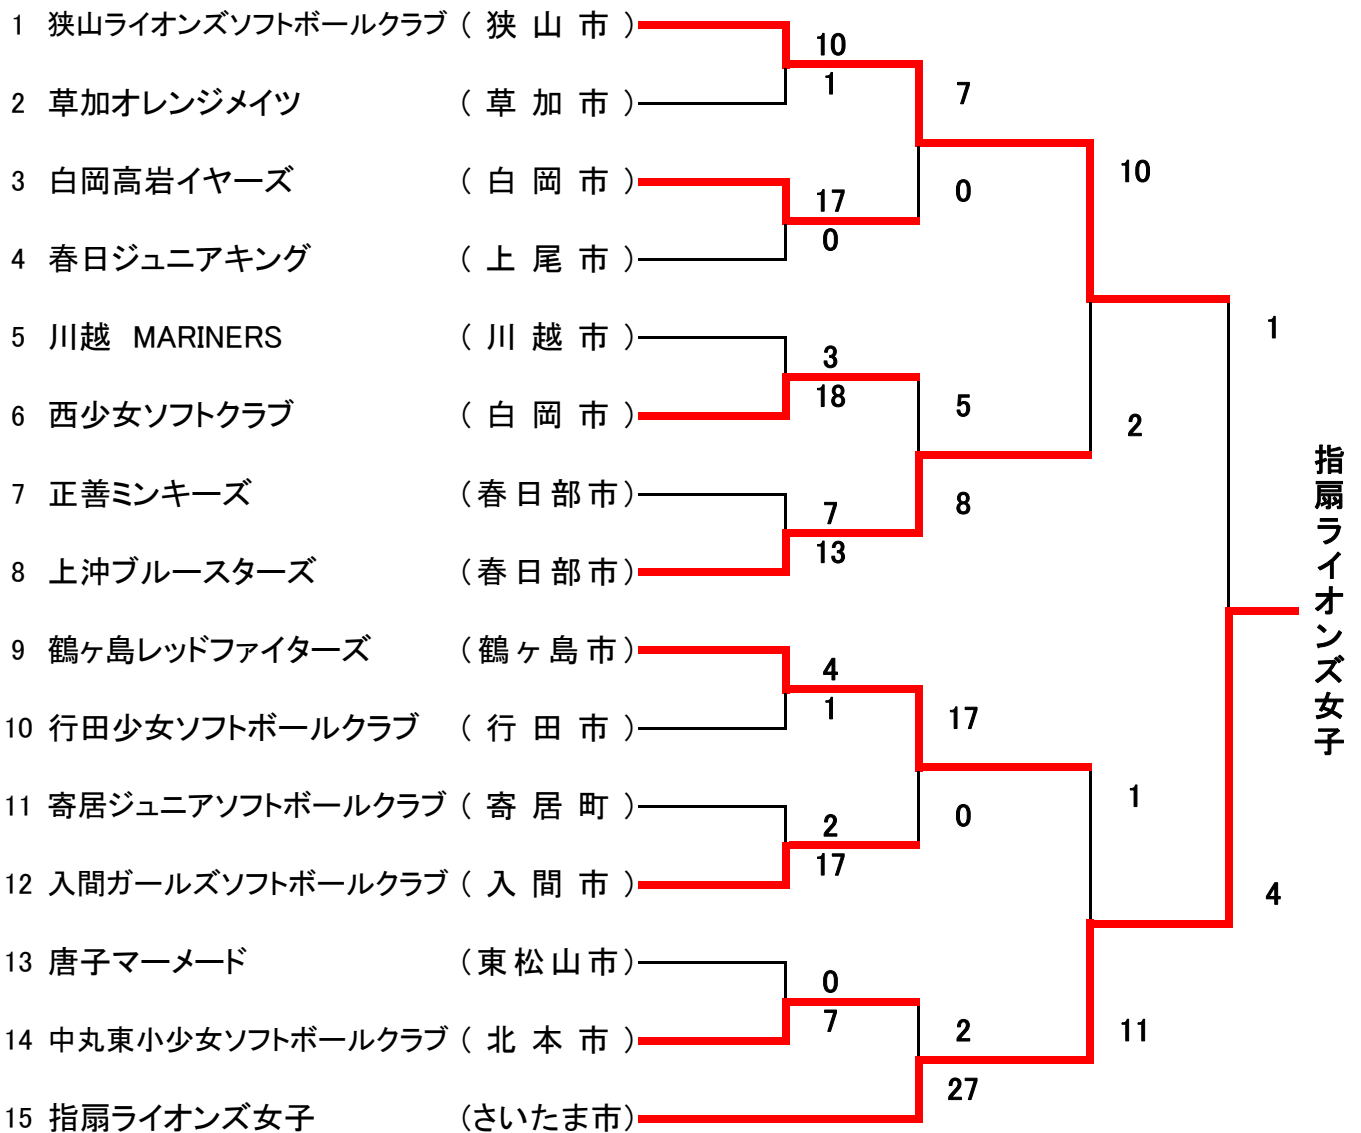 1 狭山ライオンズソフトボールクラブ ( 狭 山 市 )
10
1
2 草加オレンジメイツ ( 草 加 市 )
7
3 白岡高岩イヤーズ ( 白 岡 市 )
10
17
0
0
4 春日ジュニアキング ( 上 尾 市 )
5 川越 MARINERS ( 川 越 市 )
1
3
18
6 西少女ソフトクラブ ( 白 岡 市 )
5
2
7 正善ミンキーズ (春日部市)
8
7
13
8 上沖ブルースターズ (春日部市)
指扇ライオンズ女子
9 鶴ヶ島レッドファイターズ (鶴ヶ島市)
4
1
10 行田少女ソフトボールクラブ ( 行 田 市 )
17
11 寄居ジュニアソフトボールクラブ ( 寄 居 町 )
1
2
17
0
12 入間ガールズソフトボールクラブ ( 入 間 市 )
4
13 唐子マーメード (東松山市)
0
7
14 中丸東小少女ソフトボールクラブ ( 北 本 市 )
2
11
27
15 指扇ライオンズ女子 (さいたま市)